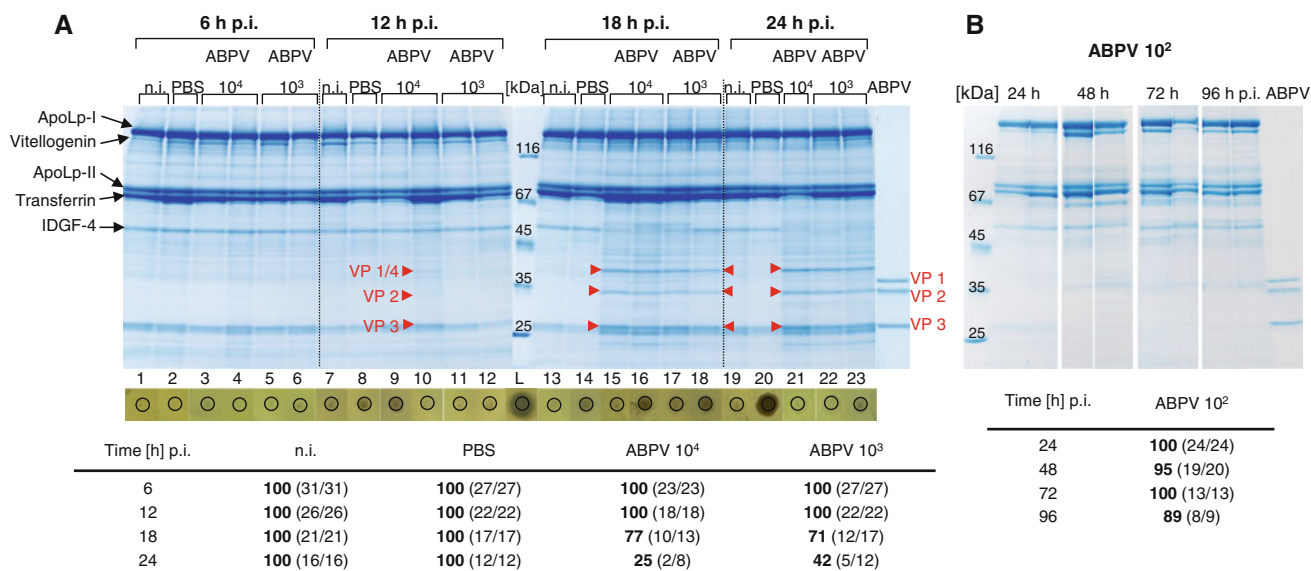 A
6 h p.i.
12 h p.i.
18 h p.i.
24 h p.i.
ABPV ABPV ABPV ABPV
n.i. PBS 10⁴ 10³ n.i. PBS 10⁴ 10³ [kDa] n.i. PBS 10⁴ 10³ n.i. PBS 10⁴ 10³ ABPV
ApoLp-I
Vitellogenin
ApoLp-II
Transferrin
IDGF-4
116
67
45
35
25
VP 1/4
VP 2
VP 3
VP 1
VP 2
VP 3
1 2 3 4 5 6 7 8 9 10 11 12 L 13 14 15 16 17 18 19 20 21 22 23
Time [h] p.i. n.i. PBS ABPV 10⁴ ABPV 10³
6 100 (31/31) 100 (27/27) 100 (23/23) 100 (27/27)
12 100 (26/26) 100 (22/22) 100 (18/18) 100 (22/22)
18 100 (21/21) 100 (17/17) 77 (10/13) 71 (12/17)
24 100 (16/16) 100 (12/12) 25 (2/8) 42 (5/12)
B
ABPV 10²
[kDa] 24 h 48 h 72 h 96 h p.i. ABPV
116
67
45
35
25
Time [h] p.i. ABPV 10²
24 100 (24/24)
48 95 (19/20)
72 100 (13/13)
96 89 (8/9)